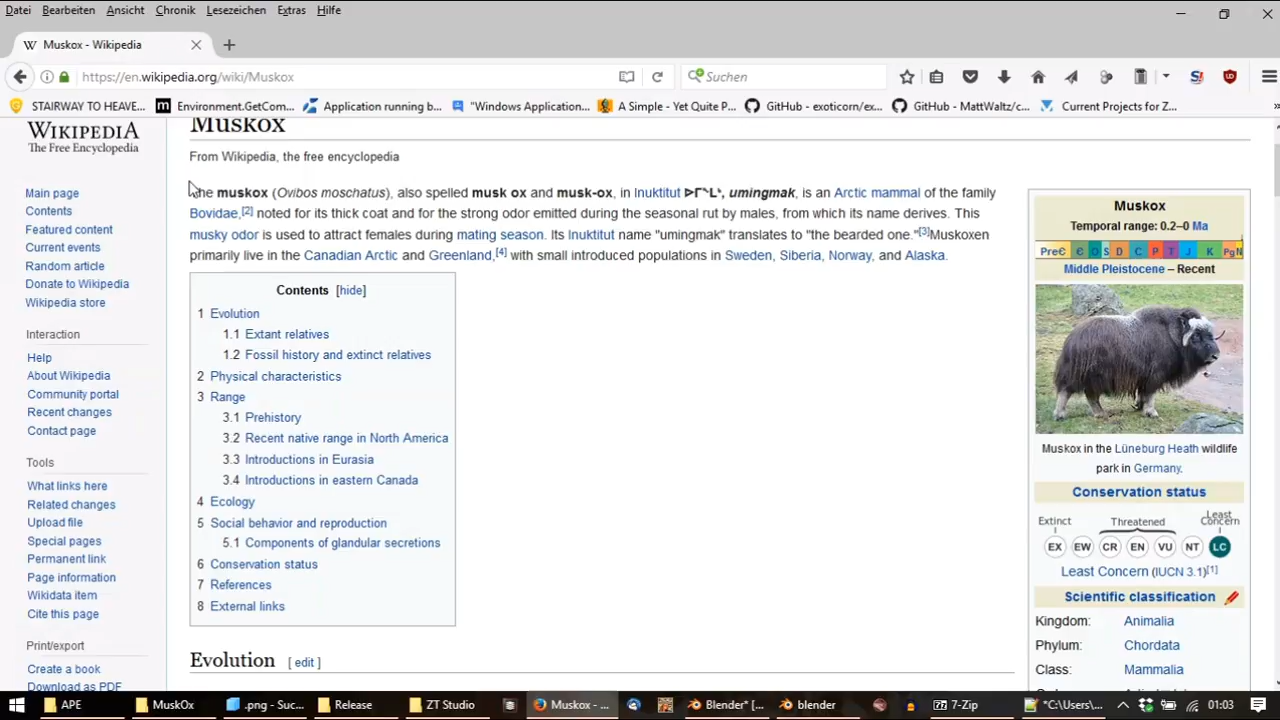 Datei Bearbeiten Ansicht Chronik Lesezeichen Extras Hilfe
W Muskox - Wikipedia
https://en.wikipedia.org/wiki/Muskox
Suchen
STAIRWAY TO HEAVE...
Environment.GetCom...
Application running b...
"Windows Application...
A Simple - Yet Quite P...
GitHub - exoticorn/ex...
GitHub - MattWaltz/c...
Current Projects for Z...
WIKIPEDIA
The Free Encyclopedia
Main page
Contents
Featured content
Current events
Random article
Donate to Wikipedia
Wikipedia store
Interaction
Help
About Wikipedia
Community portal
Recent changes
Contact page
Tools
What links here
Related changes
Upload file
Special pages
Permanent link
Page information
Wikidata item
Cite this page
Print/export
Create a book
Download as PDF
Muskox
From Wikipedia, the free encyclopedia
The muskox (Ovibos moschatus), also spelled musk ox and musk-ox, in Inuktitut umingmak, is an Arctic mammal of the family
Bovidae,[2] noted for its thick coat and for the strong odor emitted during the seasonal rut by males, from which its name derives. This
musky odor is used to attract females during mating season. Its Inuktitut name "umingmak" translates to "the bearded one."[3]Muskoxen
primarily live in the Canadian Arctic and Greenland,[4] with small introduced populations in Sweden, Siberia, Norway, and Alaska.
Contents [hide]
1 Evolution
1.1 Extant relatives
1.2 Fossil history and extinct relatives
2 Physical characteristics
3 Range
3.1 Prehistory
3.2 Recent native range in North America
3.3 Introductions in Eurasia
3.4 Introductions in eastern Canada
4 Ecology
5 Social behavior and reproduction
5.1 Components of glandular secretions
6 Conservation status
7 References
8 External links
Evolution [ edit ]
Muskox
Temporal range: 0.2–0 Ma
PreЄ Є O S D C P T J K Pg N
Middle Pleistocene – Recent
Muskox in the Lüneburg Heath wildlife
park in Germany.
Conservation status
Extinct Threatened Least Concern
EX EW CR EN VU NT LC
Least Concern (IUCN 3.1)[1]
Scientific classification
Kingdom: Animalia
Phylum: Chordata
Class: Mammalia
APE
MuskOx
.png - Suc...
Release
ZT Studio
Muskox - ...
Blender* [...
blender
7-Zip
*C:\Users\...
01:03